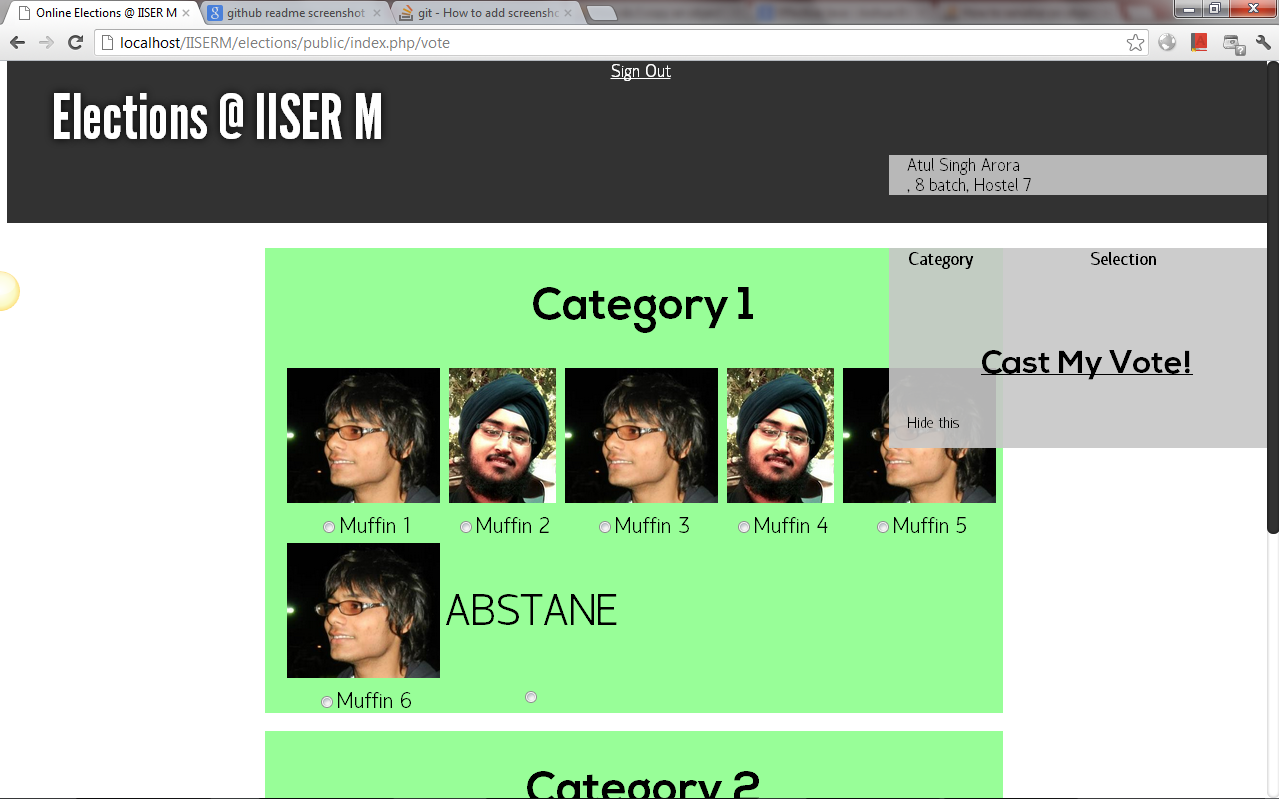 Online Elections @ IISER M
github readme screenshot
git - How to add screensho
localhost/IISERM/elections/public/index.php/vote
Sign Out
Elections @ IISER M
Atul Singh Arora
, 8 batch, Hostel 7
Category Selection
Cast My Vote!
Hide this
Category 1
Muffin 1
Muffin 2
Muffin 3
Muffin 4
Muffin 5
Muffin 6
ABSTANE
Category 2